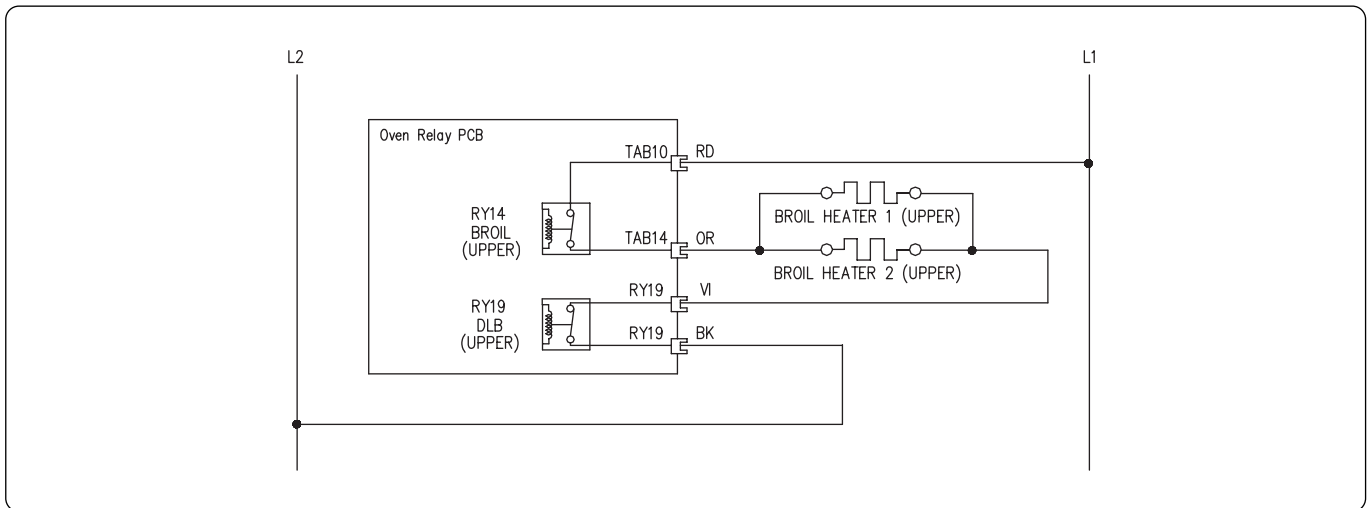 L2
L1
Oven Relay PCB
TAB10 RD
RY14
BROIL
(UPPER)
TAB14 OR
BROIL HEATER 1 (UPPER)
BROIL HEATER 2 (UPPER)
RY19 VI
RY19
DLB
(UPPER)
RY19 BK